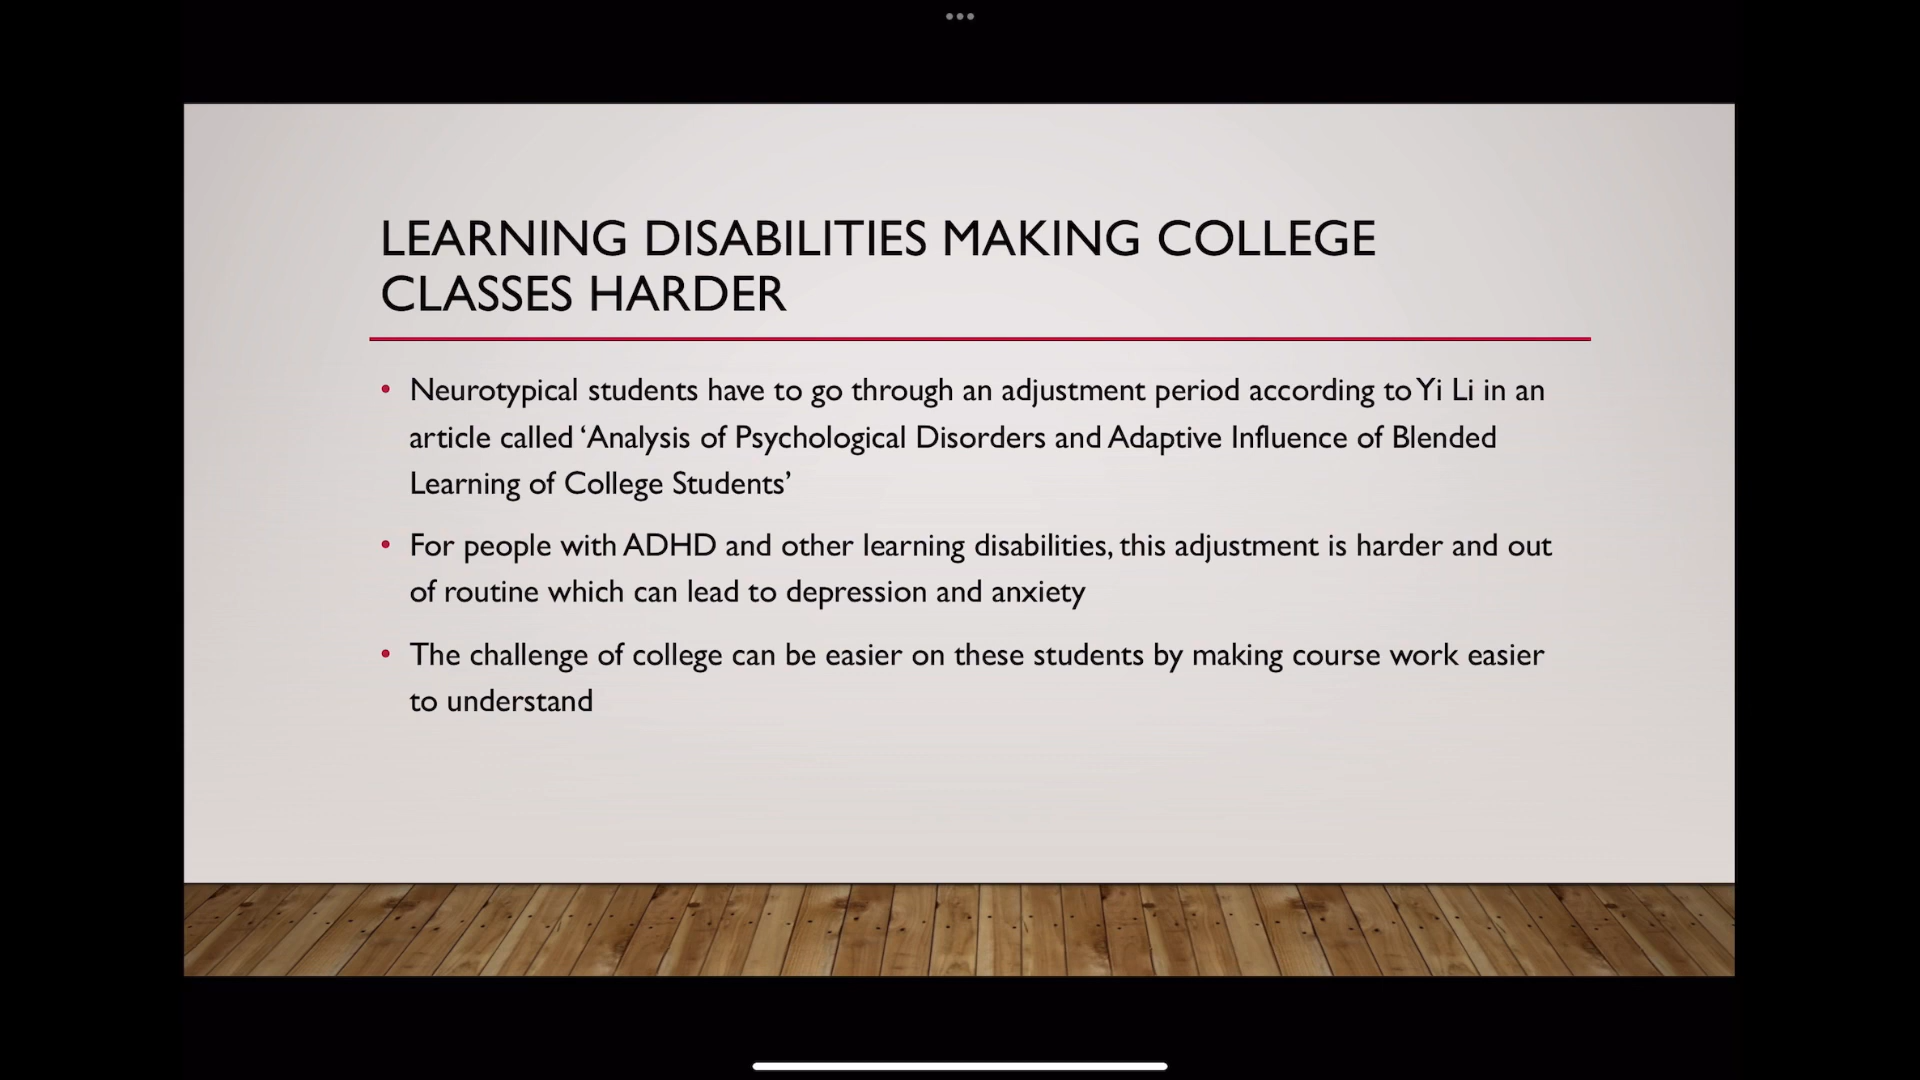 LEARNING DISABILITIES MAKING COLLEGE
CLASSES HARDER
• Neurotypical students have to go through an adjustment period according to Yi Li in an
article called ‘Analysis of Psychological Disorders and Adaptive Influence of Blended
Learning of College Students’
• For people with ADHD and other learning disabilities, this adjustment is harder and out
of routine which can lead to depression and anxiety
• The challenge of college can be easier on these students by making course work easier
to understand